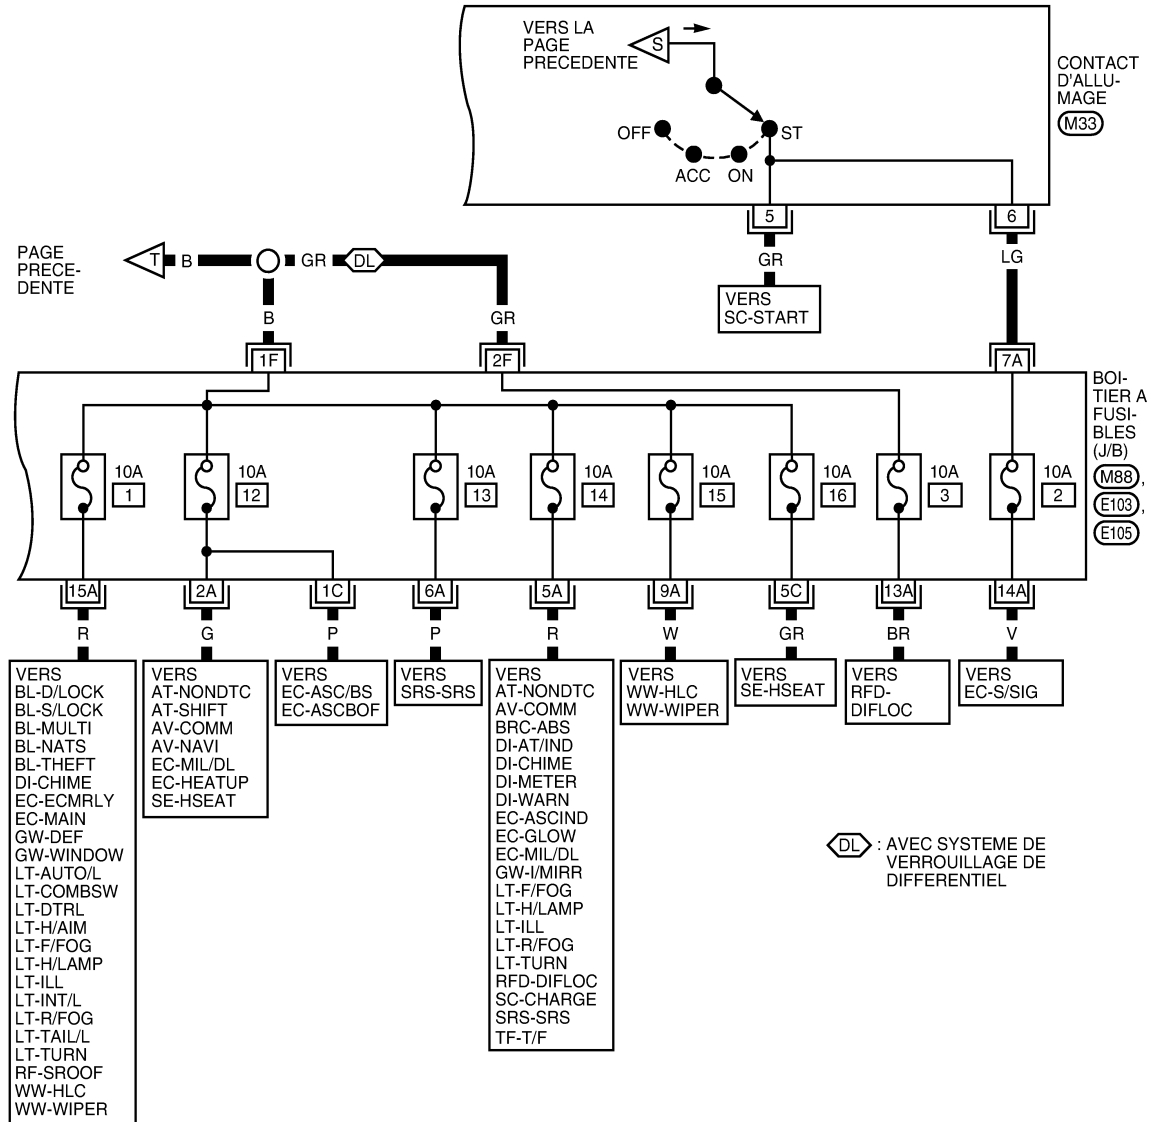 VERS LA
PAGE
PRECEDENTE
S
CONTACT
D'ALLU-
MAGE
M33
OFF
ST
ACC
ON
5
6
GR
LG
VERS
SC-START
PAGE
PRECE-
DENTE
T
B
GR
DL
B
GR
1F
2F
7A
BOI-
TIER A
FUSI-
BLES
(J/B)
M88,
E103,
E105
10A
1
10A
12
10A
13
10A
14
10A
15
10A
16
10A
3
10A
2
15A
2A
1C
6A
5A
9A
5C
13A
14A
R
G
P
P
R
W
GR
BR
V
VERS
BL-D/LOCK
BL-S/LOCK
BL-MULTI
BL-NATS
BL-THEFT
DI-CHIME
EC-ECMRLY
EC-MAIN
GW-DEF
GW-WINDOW
LT-AUTO/L
LT-COMBSW
LT-DTRL
LT-H/AIM
LT-F/FOG
LT-H/LAMP
LT-ILL
LT-INT/L
LT-R/FOG
LT-TAIL/L
LT-TURN
RF-SROOF
WW-HLC
WW-WIPER
VERS
AT-NONDTC
AT-SHIFT
AV-COMM
AV-NAVI
EC-MIL/DL
EC-HEATUP
SE-HSEAT
VERS
EC-ASC/BS
EC-ASCBOF
VERS
SRS-SRS
VERS
AT-NONDTC
AV-COMM
BRC-ABS
DI-AT/IND
DI-CHIME
DI-METER
DI-WARN
EC-ASCIND
EC-GLOW
EC-MIL/DL
GW-I/MIRR
LT-F/FOG
LT-H/LAMP
LT-ILL
LT-R/FOG
LT-TURN
RFD-DIFLOC
SC-CHARGE
SRS-SRS
TF-T/F
VERS
WW-HLC
WW-WIPER
VERS
SE-HSEAT
VERS
RFD-
DIFLOC
VERS
EC-S/SIG
DL : AVEC SYSTEME DE
VERROUILLAGE DE
DIFFERENTIEL